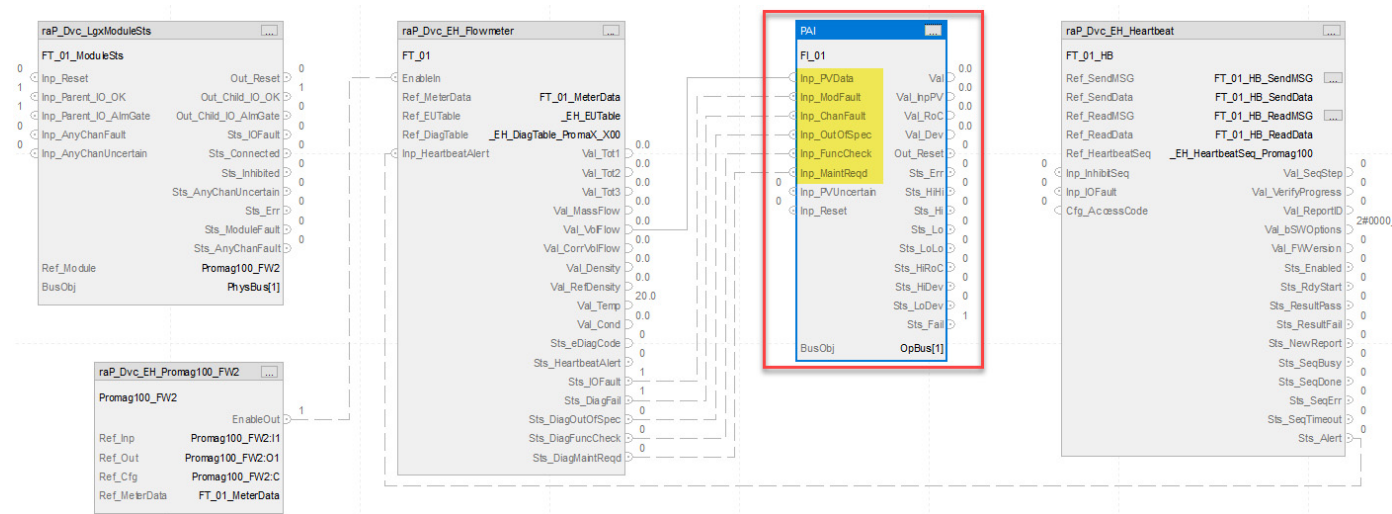 raP_Dvc_LgxModuleSts ...
FT_01_ModuleSts
0 Inp_Reset Out_Reset 0
1 Inp_Parent_IO_OK Out_Child_IO_OK 1
1 Inp_Parent_IO_AlmGate Out_Child_IO_AlmGate 0
0 Inp_AnyChanFault Sts_IOFault 0
0 Inp_AnyChanUncertain Sts_Connected 0
Sts_Inhibited 0
Sts_AnyChanUncertain 0
Sts_Err 0
Sts_ModuleFault 0
Sts_AnyChanFault 0
Ref_Module Promag100_FW2
BusObj PhysBus[1]
raP_Dvc_EH_Promag100_FW2 ...
Promag100_FW2
EnableOut 1
Ref_Inp Promag100_FW2:I1
Ref_Out Promag100_FW2:O1
Ref_Cfg Promag100_FW2:C
Ref_MeterData FT_01_MeterData
raP_Dvc_EH_Flowmeter ...
FT_01
EnableIn
Ref_MeterData FT_01_MeterData
Ref_EUTable _EH_EUTable
Ref_DiagTable _EH_DiagTable_PromaX_X00
Inp_HeartbeatAlert Val_Tot1 0.0
Val_Tot2 0.0
Val_Tot3 0.0
Val_MassFlow 0.0
Val_VolFlow 0.0
Val_CorrVolFlow 0.0
Val_Density 0.0
Val_RefDensity 0.0
Val_Temp 20.0
Val_Cond 0.0
Sts_eDiagCode 0
Sts_HeartbeatAlert 0
Sts_IOFault 1
Sts_DiagFail 1
Sts_DiagOutOfSpec 0
Sts_DiagFuncCheck 0
Sts_DiagMaintReqd 0
PAI ...
FI_01
Inp_PVData Val 0.0
Inp_ModFault Val_InpPV 0.0
Inp_ChanFault Val_RoC 0.0
Inp_OutOfSpec Val_Dev 0.0
Inp_FuncCheck Out_Reset 0
Inp_MaintReqd Sts_Err 0
0 Inp_PVUncertain Sts_HiHi 0
0 Inp_Reset Sts_Hi 0
Sts_Lo 0
Sts_LoLo 0
Sts_HiRoC 0
Sts_HiDev 0
Sts_LoDev 0
Sts_Fail 1
BusObj OpBus[1]
raP_Dvc_EH_Heartbeat ...
FT_01_HB
Ref_SendMSG FT_01_HB_SendMSG ...
Ref_SendData FT_01_HB_SendData
Ref_ReadMSG FT_01_HB_ReadMSG ...
Ref_ReadData FT_01_HB_ReadData
Ref_HeartbeatSeq _EH_HeartbeatSeq_Promag100
0 Inp_InhibitSeq Val_SeqStep 0
0 Inp_IOFault Val_VerifyProgress 0
0 Cfg_AccessCode Val_ReportID 0
Val_bSWOptions 2#0000_
Val_FWVersion 0
Sts_Enabled 0
Sts_RdyStart 0
Sts_ResultPass 0
Sts_ResultFail 0
Sts_NewReport 0
Sts_SeqBusy 0
Sts_SeqDone 0
Sts_SeqErr 0
Sts_SeqTimeout 0
Sts_Alert 0